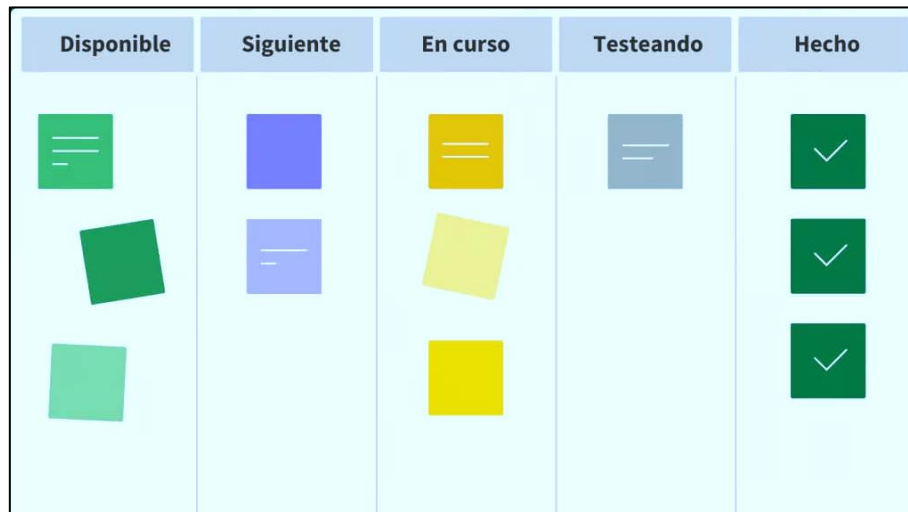 Disponible
Siguiente
En curso
Testeando
Hecho